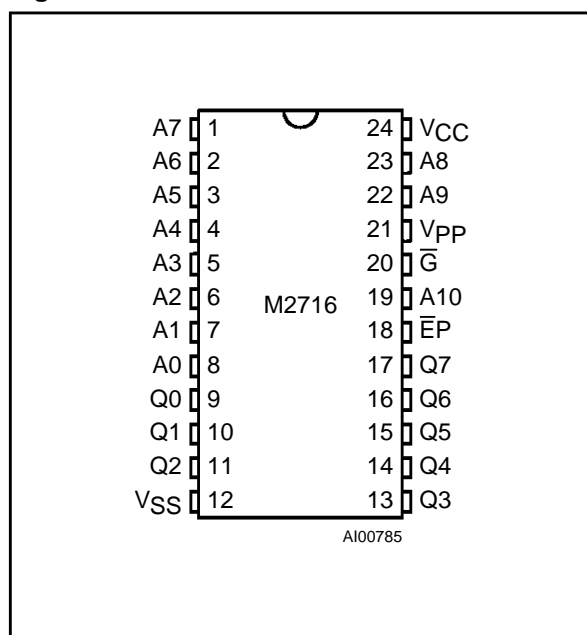 A7 1 24 VCC
A6 2 23 A8
A5 3 22 A9
A4 4 21 VPP
A3 5 20 G̅
A2 6 M2716 19 A10
A1 7 18 E̅P
A0 8 17 Q7
Q0 9 16 Q6
Q1 10 15 Q5
Q2 11 14 Q4
VSS 12 13 Q3
AI00785